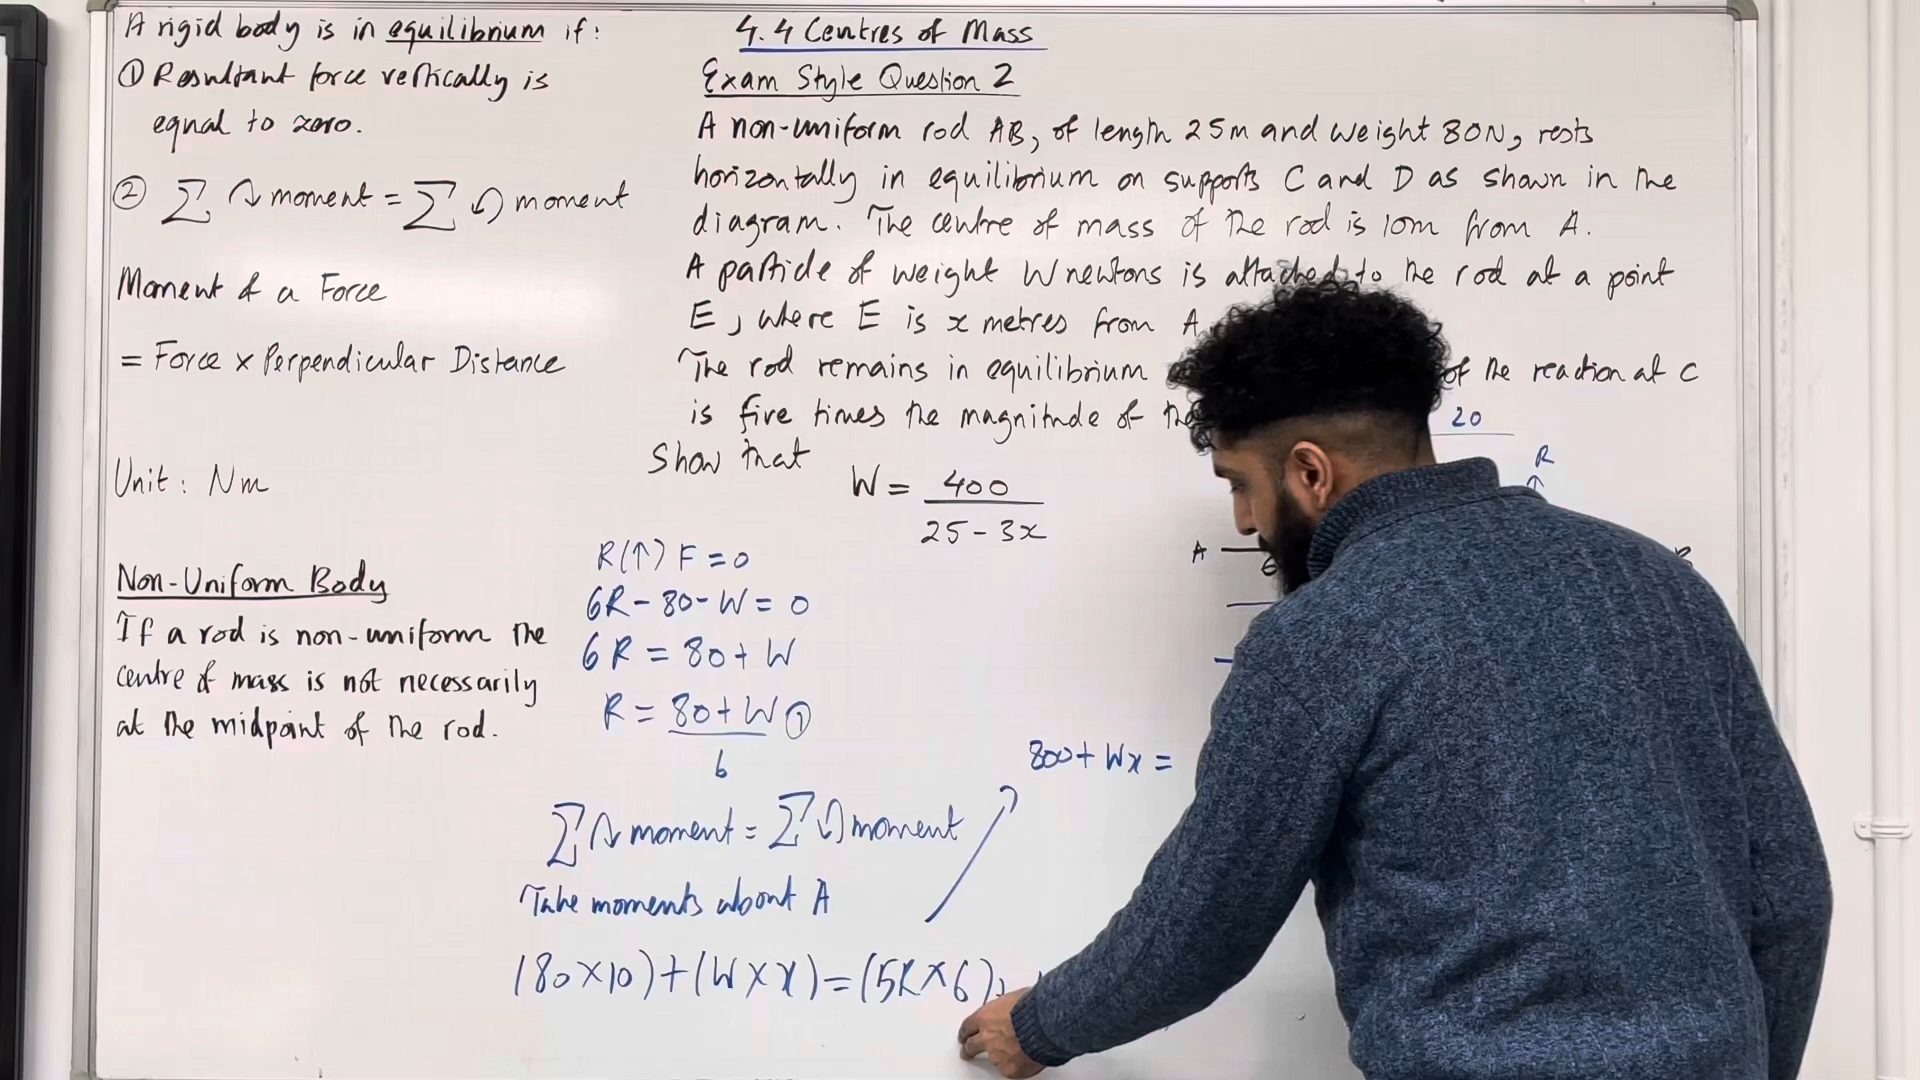 A rigid body is in equilibrium if:
① Resultant force vertically is
equal to zero.
② ∑ ↷ moment = ∑ ↶ moment
Moment of a Force
= Force × Perpendicular Distance
Unit: Nm
Non-Uniform Body
If a rod is non-uniform the
centre of mass is not necessarily
at the midpoint of the rod.
4.4 Centres of Mass
Exam Style Question 2
A non-uniform rod AB, of length 25m and weight 80N, rests
horizontally in equilibrium on supports C and D as shown in the
diagram. The centre of mass of the rod is 10m from A.
A particle of weight W newtons is attached to the rod at a point
E, where E is x metres from A.
The rod remains in equilibrium of the reaction at C
is five times the magnitude of the
Show that
W = 400
25 - 3x
20
R
↑
A
6
R(↑) F = 0
6R - 80 - W = 0
6R = 80 + W
R = 80 + W ①
6
∑ ↷ moment = ∑ ↶ moment
Take moments about A
(80×10) + (W×x) = (5R×6) +
800 + Wx =